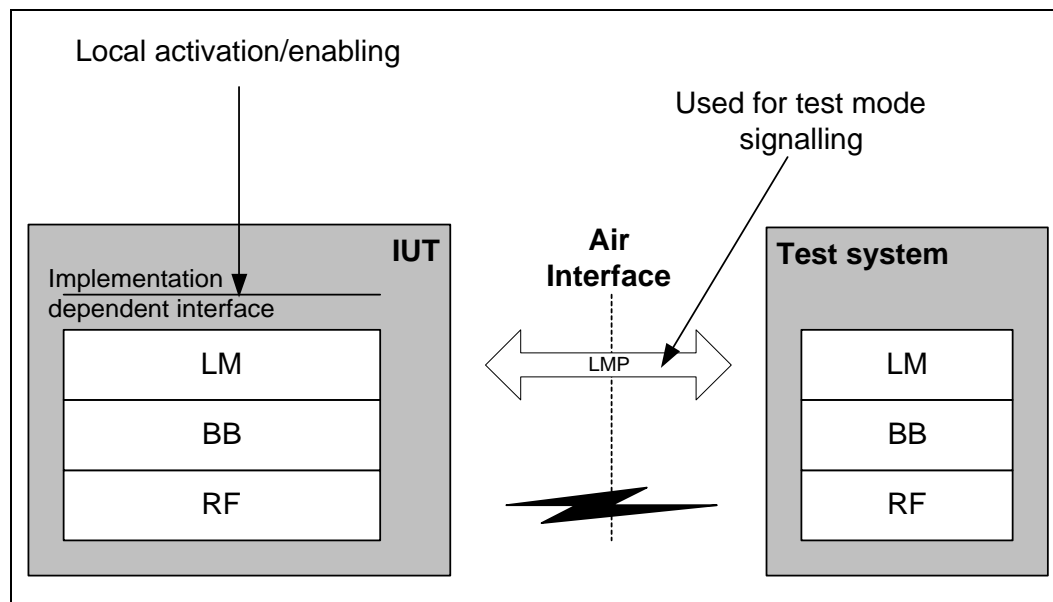 Local activation/enabling
Used for test mode
signalling
IUT
Air
Interface
Test system
Implementation
dependent interface
LM
BB
RF
LMP
LM
BB
RF